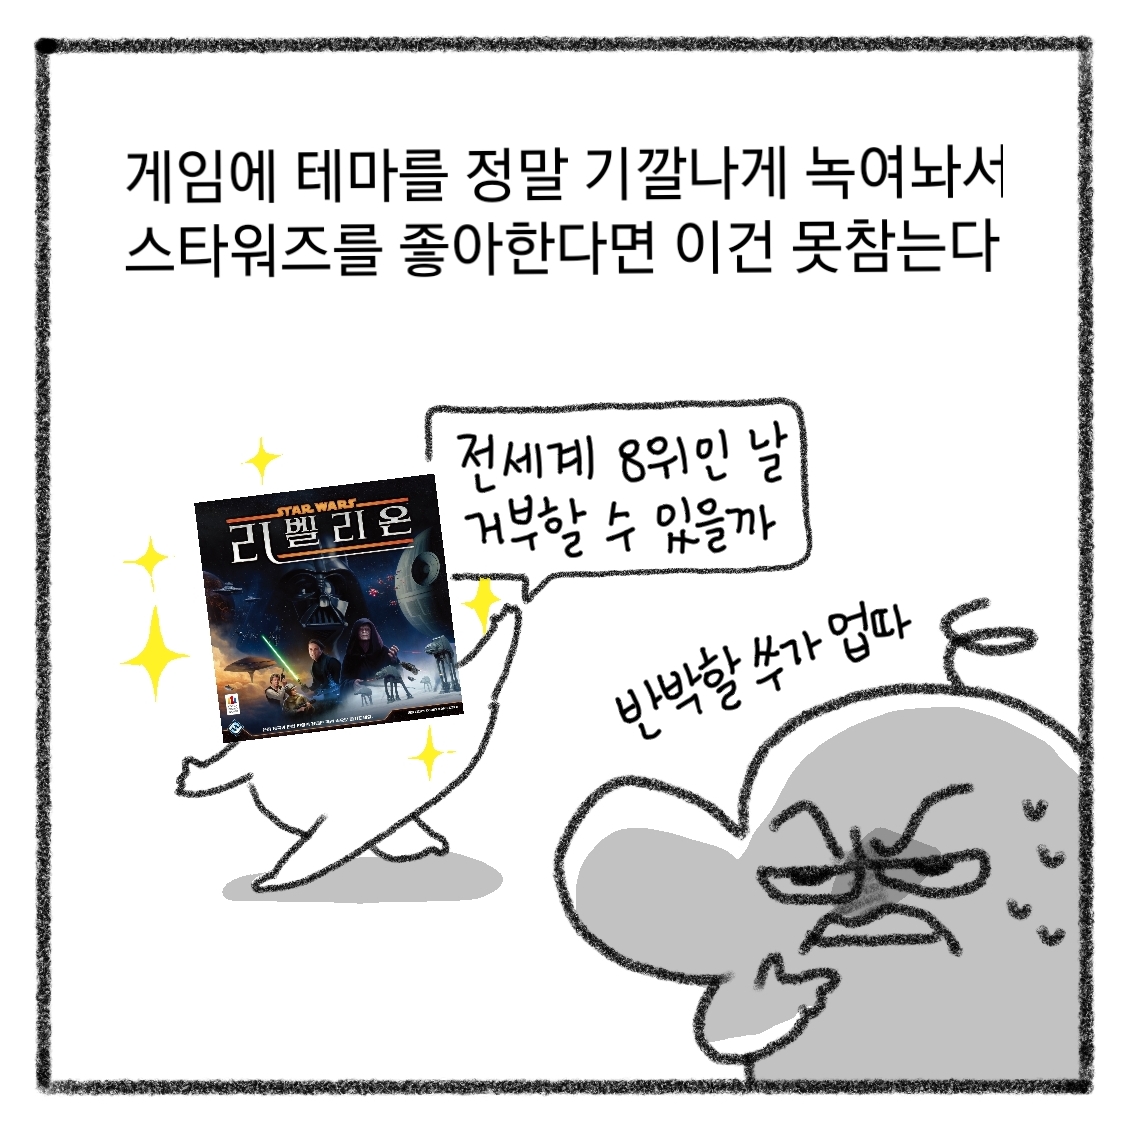 게임에 테마를 정말 기깔나게 녹여놔서
스타워즈를 좋아한다면 이건 못참는다
전세계 8위인 날
거부할 수 있을까
STAR WARS
리벨리온
반박할 쑤가 업따